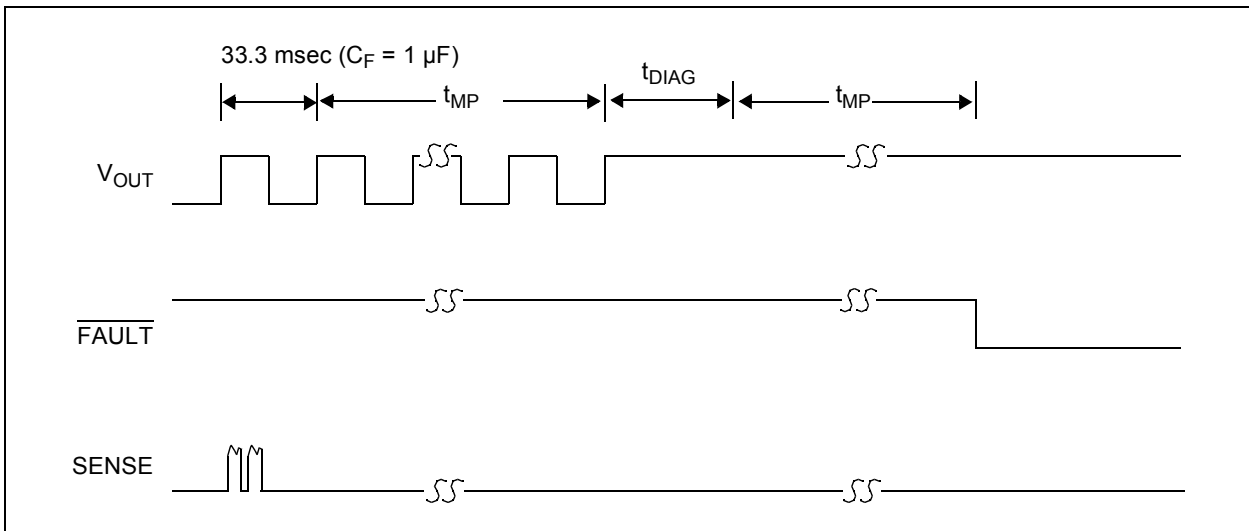 33.3 msec (C_F = 1 µF)
t_MP
t_DIAG
t_MP
V_OUT
FAULT
SENSE